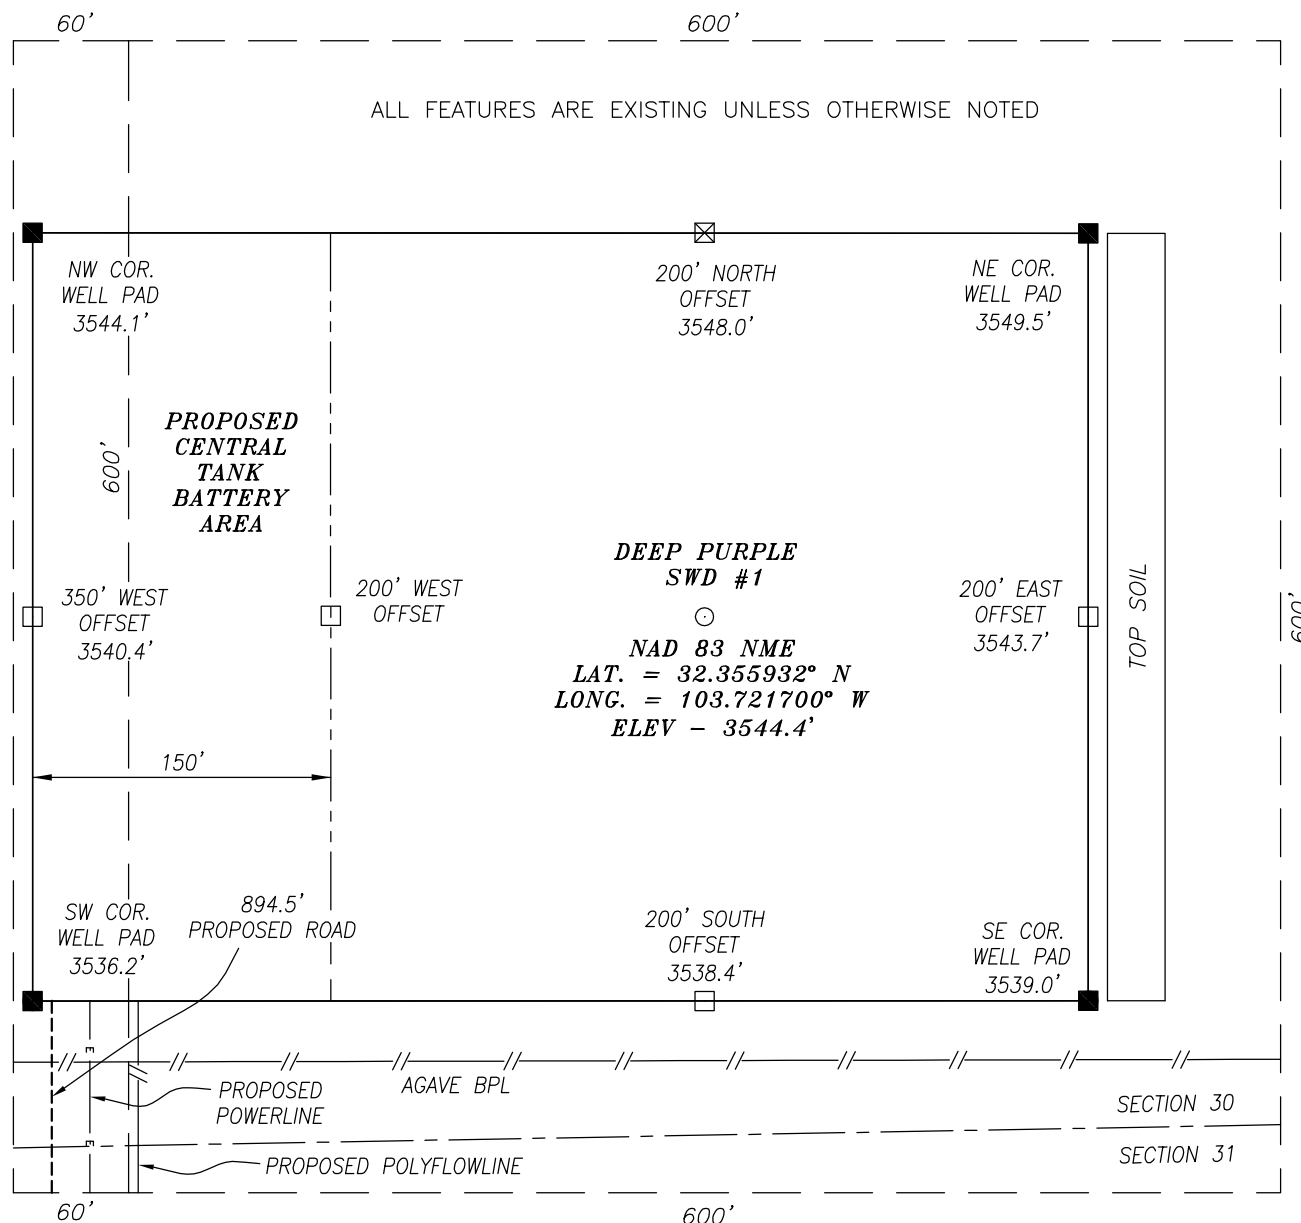 60'
600'
ALL FEATURES ARE EXISTING UNLESS OTHERWISE NOTED
NW COR.
WELL PAD
3544.1'
200' NORTH
OFFSET
3548.0'
NE COR.
WELL PAD
3549.5'
PROPOSED
CENTRAL
TANK
BATTERY
AREA
600'
350' WEST
OFFSET
3540.4'
200' WEST
OFFSET
DEEP PURPLE
SWD #1
NAD 83 NME
LAT. = 32.355932° N
LONG. = 103.721700° W
ELEV - 3544.4'
200' EAST
OFFSET
3543.7'
TOP SOIL
600'
150'
SW COR.
WELL PAD
3536.2'
894.5'
PROPOSED ROAD
200' SOUTH
OFFSET
3538.4'
SE COR.
WELL PAD
3539.0'
PROPOSED
POWERLINE
AGAVE BPL
SECTION 30
SECTION 31
PROPOSED POLYFLOWLINE
60'
600'